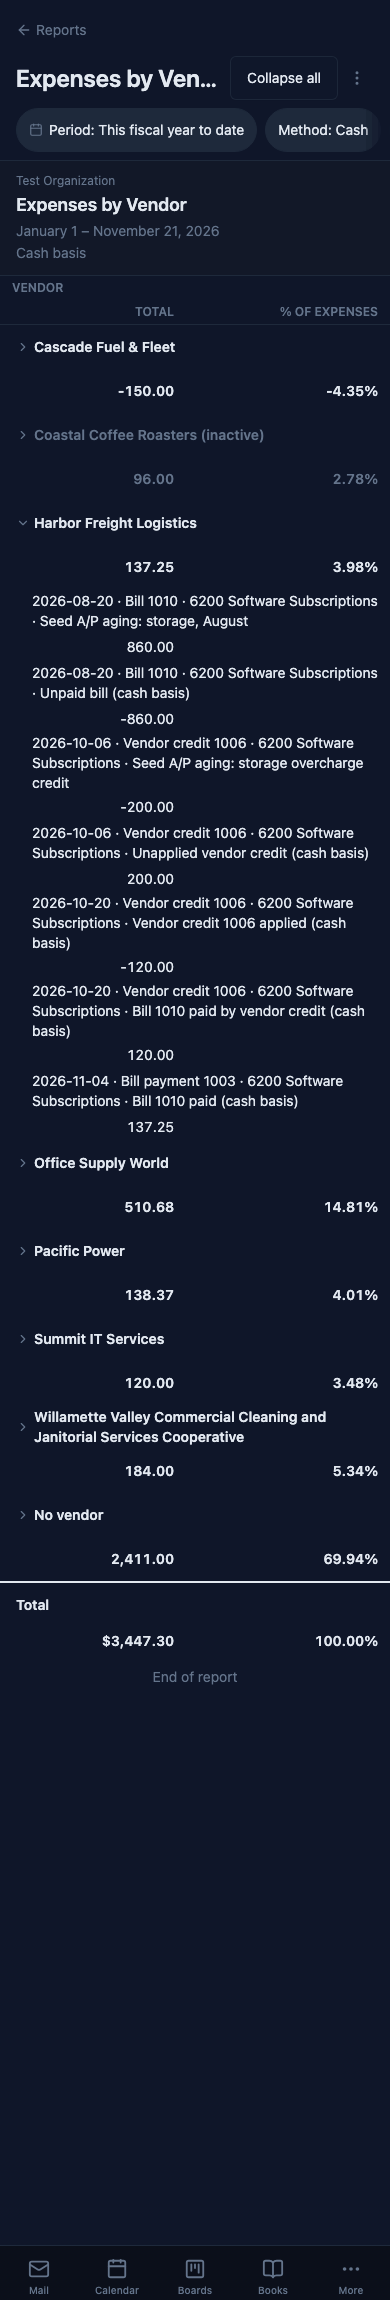 Reports
Expenses by Ven...
Collapse all
Period: This fiscal year to date
Method: Cash
Test Organization
Expenses by Vendor
January 1 – November 21, 2026
Cash basis
VENDOR
TOTAL % OF EXPENSES
Cascade Fuel & Fleet
-150.00 -4.35%
Coastal Coffee Roasters (inactive)
96.00 2.78%
Harbor Freight Logistics
137.25 3.98%
2026-08-20 · Bill 1010 · 6200 Software Subscriptions
· Seed A/P aging: storage, August
860.00
2026-08-20 · Bill 1010 · 6200 Software Subscriptions
· Unpaid bill (cash basis)
-860.00
2026-10-06 · Vendor credit 1006 · 6200 Software
Subscriptions · Seed A/P aging: storage overcharge
credit
-200.00
2026-10-06 · Vendor credit 1006 · 6200 Software
Subscriptions · Unapplied vendor credit (cash basis)
200.00
2026-10-20 · Vendor credit 1006 · 6200 Software
Subscriptions · Vendor credit 1006 applied (cash
basis)
-120.00
2026-10-20 · Vendor credit 1006 · 6200 Software
Subscriptions · Bill 1010 paid by vendor credit (cash
basis)
120.00
2026-11-04 · Bill payment 1003 · 6200 Software
Subscriptions · Bill 1010 paid (cash basis)
137.25
Office Supply World
510.68 14.81%
Pacific Power
138.37 4.01%
Summit IT Services
120.00 3.48%
Willamette Valley Commercial Cleaning and
Janitorial Services Cooperative
184.00 5.34%
No vendor
2,411.00 69.94%
Total
$3,447.30 100.00%
End of report
Mail Calendar Boards Books More